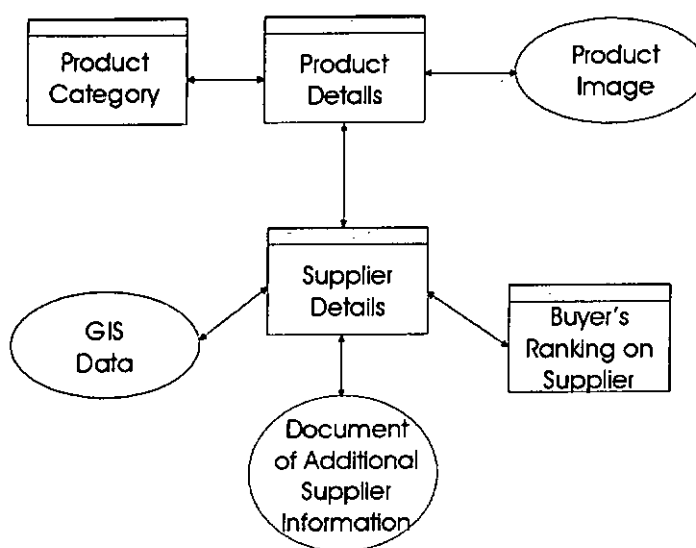 Product
Category
Product
Details
Product
Image
Supplier
Details
GIS
Data
Buyer's
Ranking on
Supplier
Document
of Additional
Supplier
Information